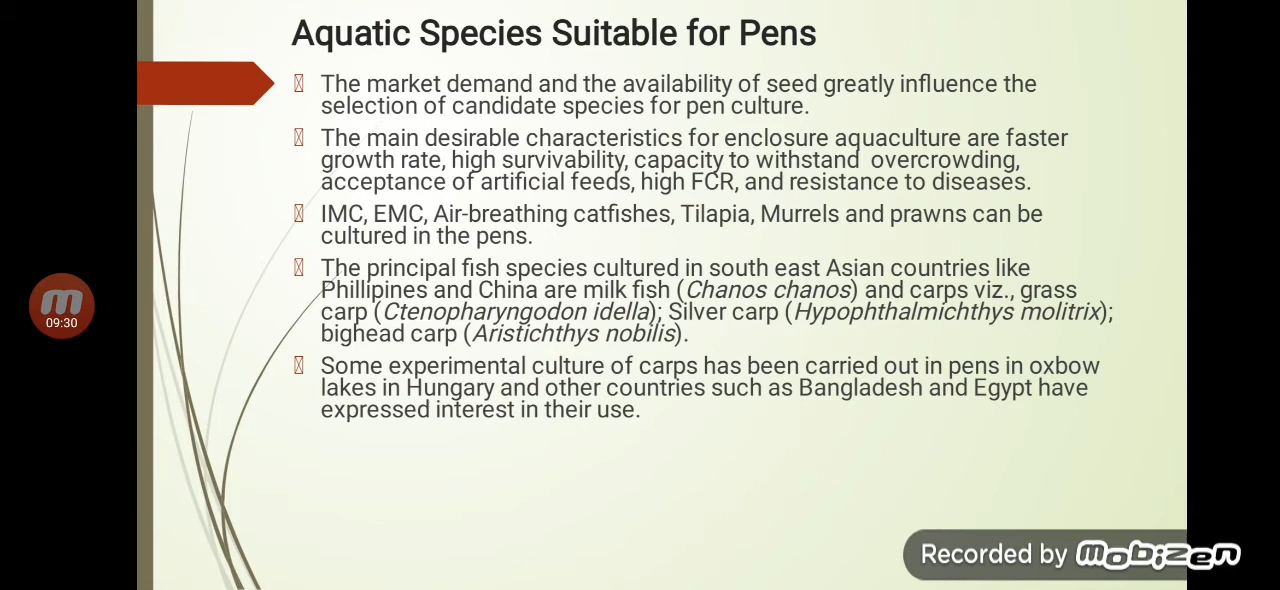 Aquatic Species Suitable for Pens
The market demand and the availability of seed greatly influence the
selection of candidate species for pen culture.
The main desirable characteristics for enclosure aquaculture are faster
growth rate, high survivability, capacity to withstand overcrowding,
acceptance of artificial feeds, high FCR, and resistance to diseases.
IMC, EMC, Air-breathing catfishes, Tilapia, Murrels and prawns can be
cultured in the pens.
The principal fish species cultured in south east Asian countries like
Phillipines and China are milk fish (Chanos chanos) and carps viz., grass
carp (Ctenopharyngodon idella); Silver carp (Hypophthalmichthys molitrix);
bighead carp (Aristichthys nobilis).
Some experimental culture of carps has been carried out in pens in oxbow
lakes in Hungary and other countries such as Bangladesh and Egypt have
expressed interest in their use.
m
09:30
Recorded by mobizen